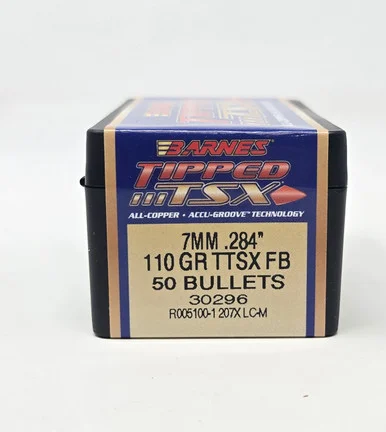 BARNES
TIPPED
TSX
ALL-COPPER • ACCU-GROOVE™ TECHNOLOGY
7MM .284"
110 GR TTSX FB
50 BULLETS
30296
R005100-1 207X LC-M